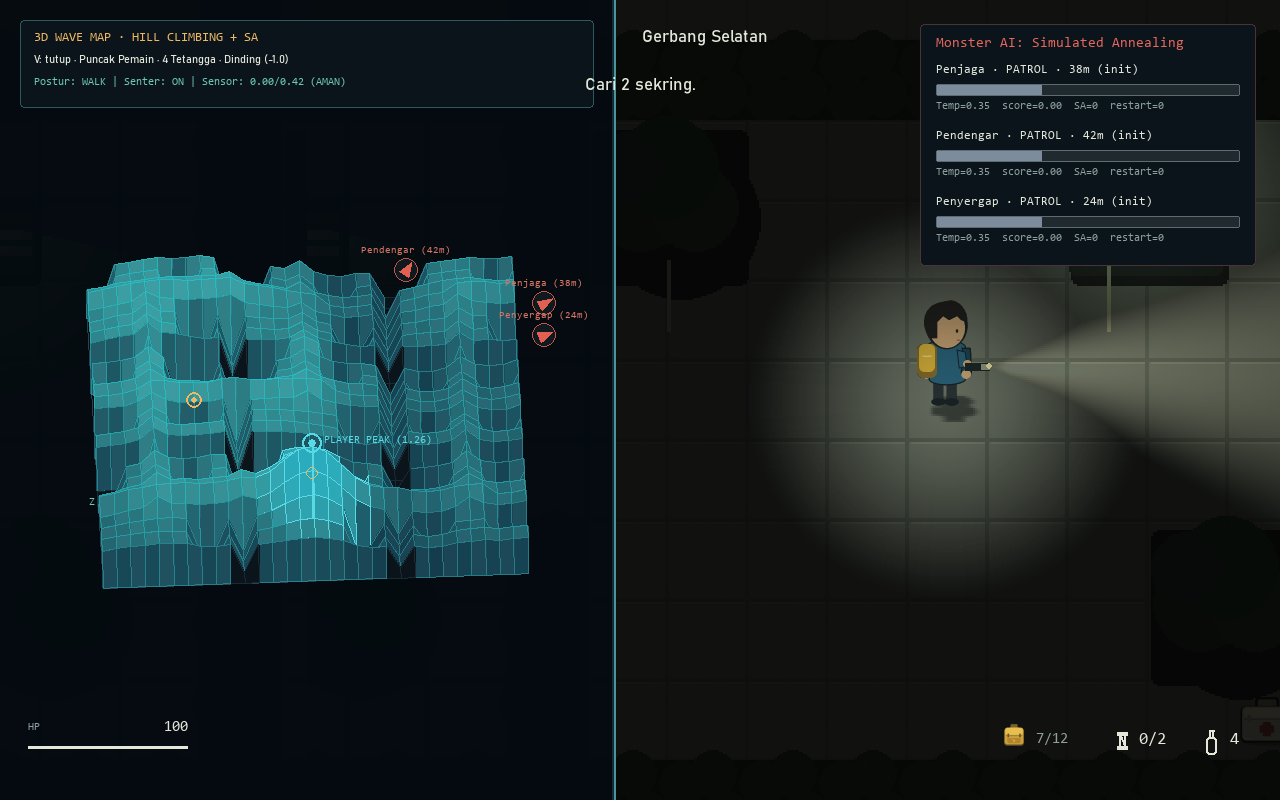 3D WAVE MAP · HILL CLIMBING + SA
V: tutup · Puncak Pemain · 4 Tetangga · Dinding (-1.0)
Postur: WALK | Senter: ON | Sensor: 0.00/0.42 (AMAN)
Gerbang Selatan
Cari 2 sekring.
Monster AI: Simulated Annealing
Penjaga · PATROL · 38m (init)
Temp=0.35 score=0.00 SA=0 restart=0
Pendengar · PATROL · 42m (init)
Temp=0.35 score=0.00 SA=0 restart=0
Penyergap · PATROL · 24m (init)
Temp=0.35 score=0.00 SA=0 restart=0
Pendengar (42m)
Penjaga (38m)
Penyergap (24m)
PLAYER PEAK (1.26)
Z
HP 100
7/12 0/2 4